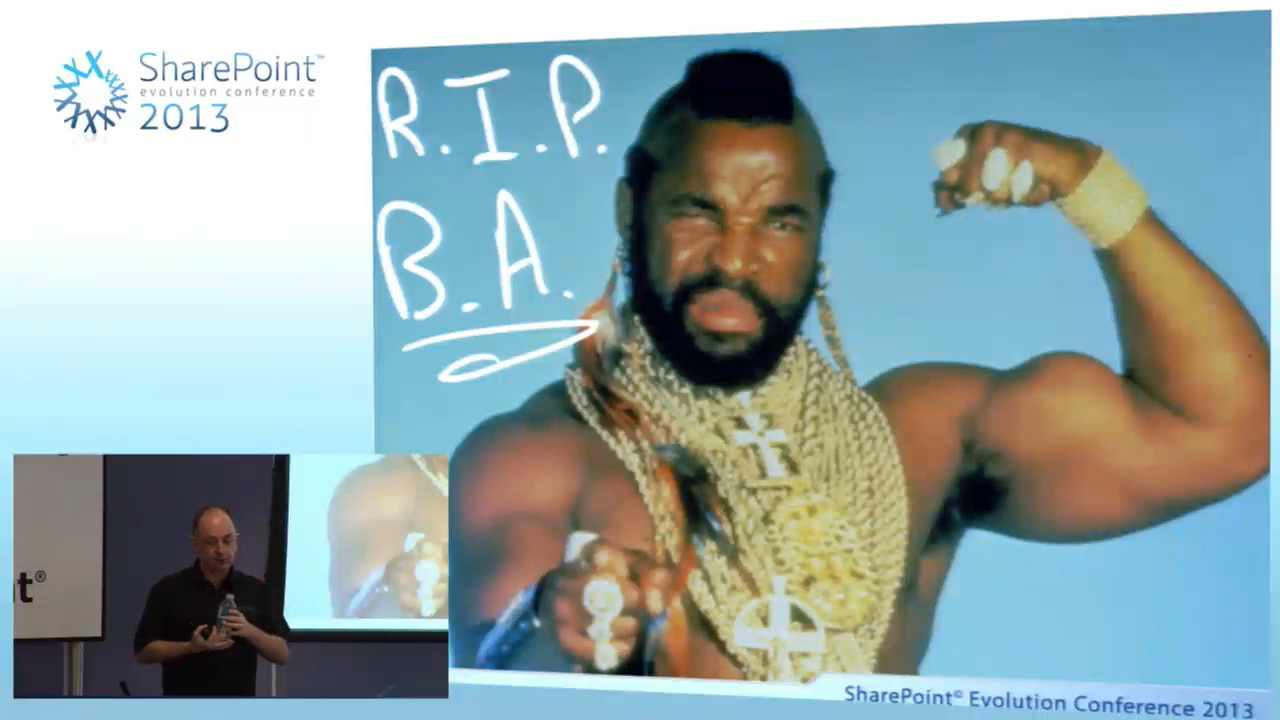 SharePoint™
evolution conference
2013
R.I.P.
B.A.
t®
SharePoint® Evolution Conference 2013